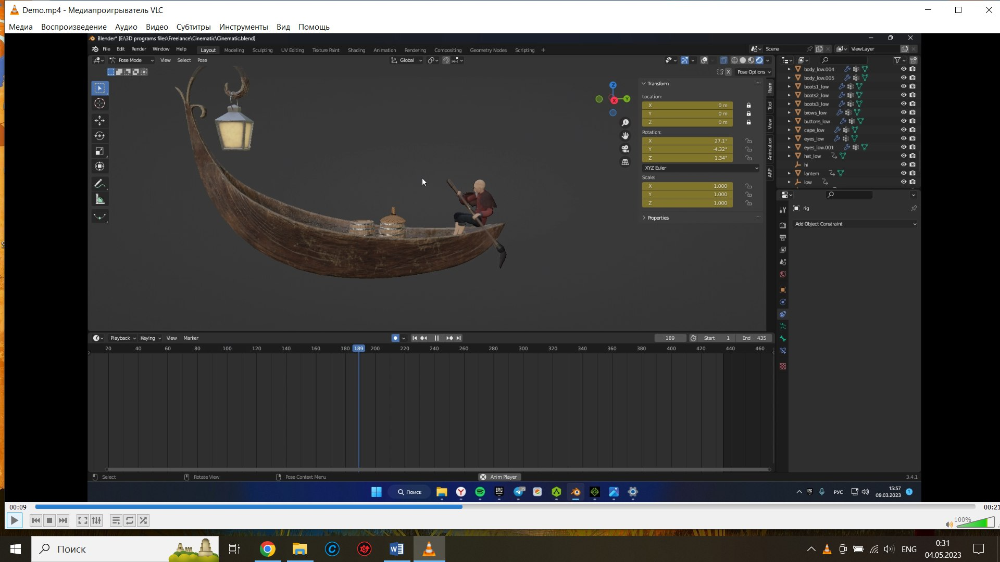 Demo.mp4 - Медиапроигрыватель VLC
Медиа Воспроизведение Аудио Видео Субтитры Инструменты Вид Помощь
Blender* [E:\3D programs files\Freelance\Cinematic\Cinematic.blend]
File Edit Render Window Help Layout Modeling Sculpting UV Editing Texture Paint Shading Animation Rendering Compositing Geometry Nodes Scripting + Scene ViewLayer
Pose Mode View Select Pose Global
X Pose Options
Z
Y
X
Transform
Location:
X 0 m
Y 0 m
Z 0 m
Rotation:
X 27.1°
Y -4.32°
Z 1.34°
XYZ Euler
Scale:
X 1.000
Y 1.000
Z 1.000
Properties
Item
Tool
View
Animation
ARP
body_low.004
body_low.005
boots1_low
boots2_low
boots3_low
brows_low
buttons_low
cape_low
eyes_low
eyes_low.001
hat_low
hi
lantern
low
rig
Add Object Constraint
Playback Keying View Marker 189 Start 1 End 435
20 40 60 80 100 120 140 160 180 189 200 220 240 260 280 300 320 340 360 380 400 420 440 460
Select Rotate View Pose Context Menu Anim Player 3.4.1
Поиск EPIC 25 РУС 15:57
09.03.2023 1
00:09 00:21
100%
Поиск W ENG 0:31
04.05.2023